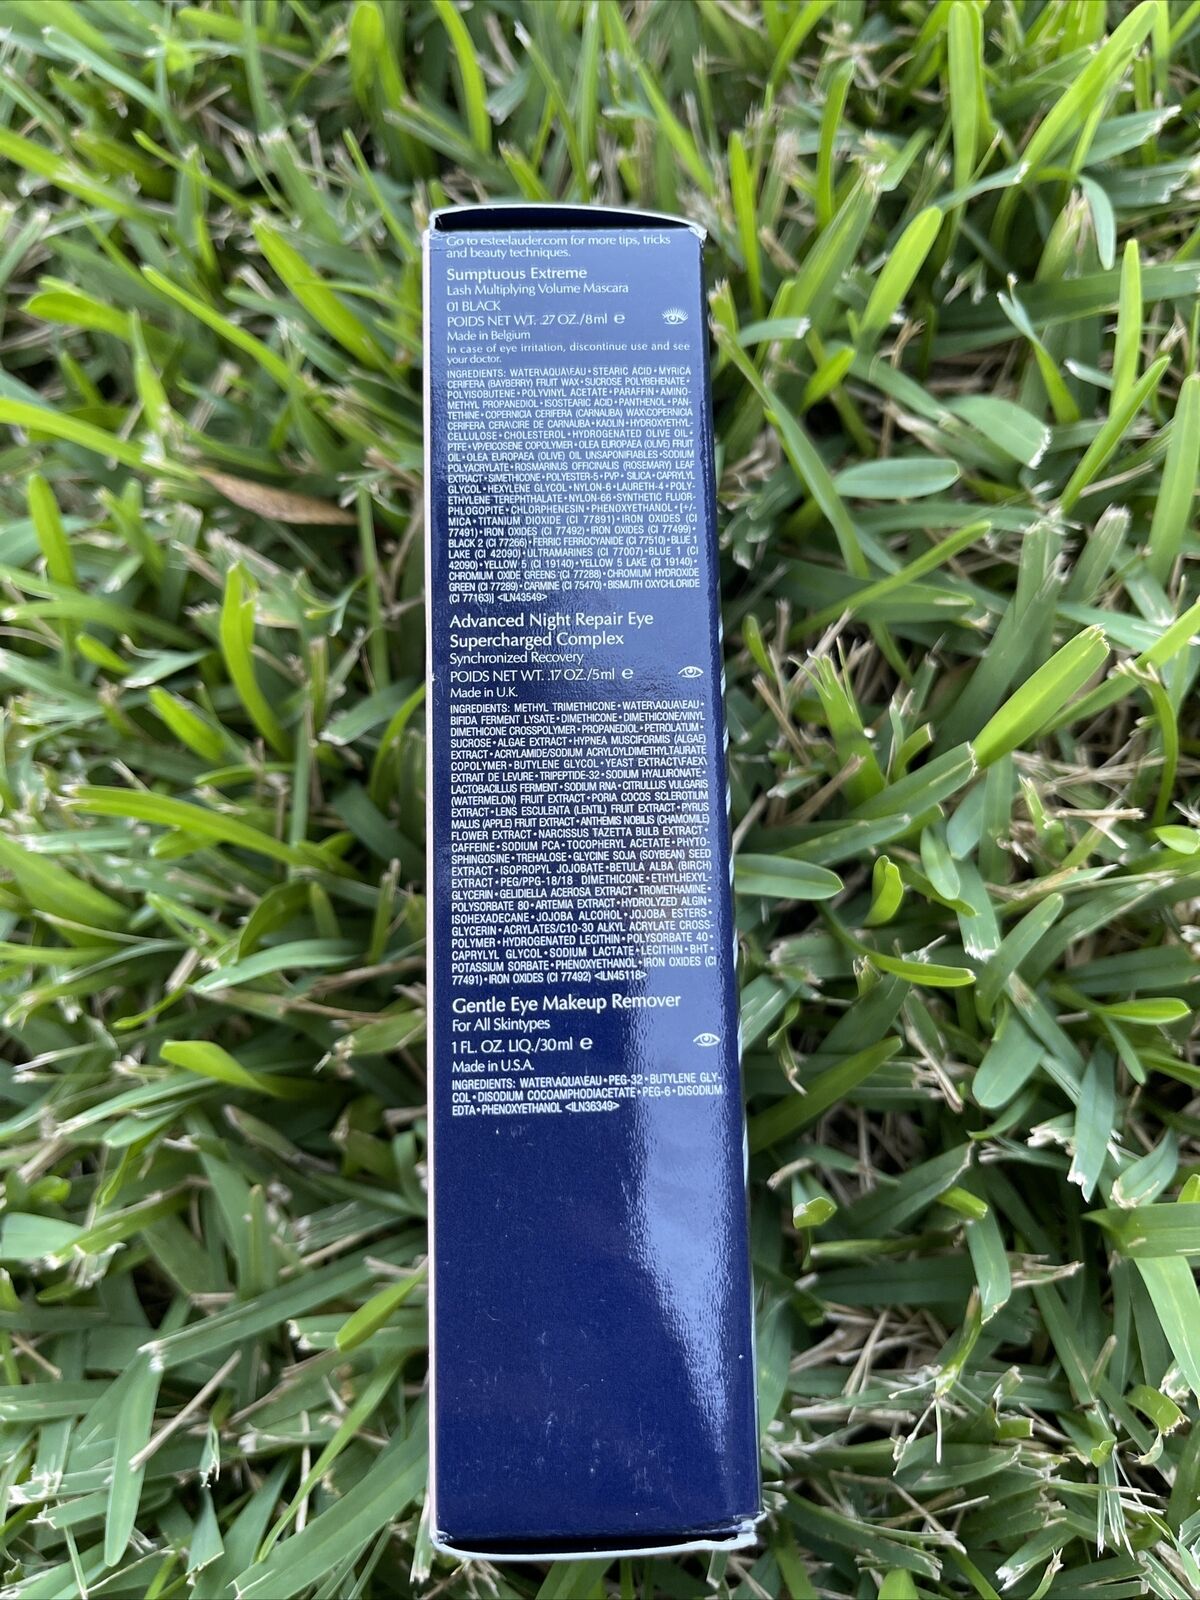 Go to esteelauder.com for more tips, tricks
and beauty techniques.
Sumptuous Extreme
Lash Multiplying Volume Mascara
01 BLACK
POIDS NET WT. .27 OZ./8ml ℮
Made in Belgium
In case of eye irritation, discontinue use and see
your doctor.
INGREDIENTS: WATER\AQUA\EAU • STEARIC ACID • MYRICA
CERIFERA (BAYBERRY) FRUIT WAX • SUCROSE POLYBEHENATE •
POLYISOBUTENE • POLYVINYL ACETATE • PARAFFIN • AMINO-
METHYL PROPANEDIOL • ISOSTEARIC ACID • PANTHENOL • PAN-
TETHINE • COPERNICIA CERIFERA (CARNAUBA) WAX\COPERNICIA
CERIFERA CERA\CIRE DE CARNAUBA • KAOLIN • HYDROXYETHYL-
CELLULOSE • CHOLESTEROL • HYDROGENATED OLIVE OIL •
PTFE • VP/EICOSENE COPOLYMER • OLEA EUROPAEA (OLIVE) FRUIT
OIL • OLEA EUROPAEA (OLIVE) OIL UNSAPONIFIABLES • SODIUM
POLYACRYLATE • ROSMARINUS OFFICINALIS (ROSEMARY) LEAF
EXTRACT • SIMETHICONE • POLYESTER-5 • PVP • SILICA • CAPRYLYL
GLYCOL • HEXYLENE GLYCOL • NYLON-6 • LAURETH-4 • POLY-
ETHYLENE TEREPHTHALATE • NYLON-66 • SYNTHETIC FLUOR-
PHLOGOPITE • CHLORPHENESIN • PHENOXYETHANOL • [+/-
MICA • TITANIUM DIOXIDE (CI 77891) • IRON OXIDES (CI
77491) • IRON OXIDES (CI 77492) • IRON OXIDES (CI 77499) •
BLACK 2 (CI 77266) • FERRIC FERROCYANIDE (CI 77510) • BLUE 1
LAKE (CI 42090) • ULTRAMARINES (CI 77007) • BLUE 1 (CI
42090) • YELLOW 5 (CI 19140) • YELLOW 5 LAKE (CI 19140) •
CHROMIUM OXIDE GREENS (CI 77288) • CHROMIUM HYDROXIDE
GREEN (CI 77289) • CARMINE (CI 75470) • BISMUTH OXYCHLORIDE
(CI 77163)] <ILN43549>
Advanced Night Repair Eye
Supercharged Complex
Synchronized Recovery
POIDS NET WT. .17 OZ./5ml ℮
Made in U.K.
INGREDIENTS: METHYL TRIMETHICONE • WATER\AQUA\EAU •
BIFIDA FERMENT LYSATE • DIMETHICONE • DIMETHICONE/VINYL
DIMETHICONE CROSSPOLYMER • PROPANEDIOL • PETROLATUM •
SUCROSE • ALGAE EXTRACT • HYPNEA MUSCIFORMIS (ALGAE)
EXTRACT • ACRYLAMIDE/SODIUM ACRYLOYLDIMETHYLTAURATE
COPOLYMER • BUTYLENE GLYCOL • YEAST EXTRACT\FAEX\
EXTRAIT DE LEVURE • TRIPEPTIDE-32 • SODIUM HYALURONATE •
LACTOBACILLUS FERMENT • SODIUM RNA • CITRULLUS VULGARIS
(WATERMELON) FRUIT EXTRACT • PORIA COCOS SCLEROTIUM
EXTRACT • LENS ESCULENTA (LENTIL) FRUIT EXTRACT • PYRUS
MALUS (APPLE) FRUIT EXTRACT • ANTHEMIS NOBILIS (CHAMOMILE)
FLOWER EXTRACT • NARCISSUS TAZETTA BULB EXTRACT •
CAFFEINE • SODIUM PCA • TOCOPHERYL ACETATE • PHYTO-
SPHINGOSINE • TREHALOSE • GLYCINE SOJA (SOYBEAN) SEED
EXTRACT • ISOPROPYL JOJOBATE • BETULA ALBA (BIRCH)
EXTRACT • PEG/PPG-18/18 DIMETHICONE • ETHYLHEXYL-
GLYCERIN • GELIDIELLA ACEROSA EXTRACT • TROMETHAMINE •
POLYSORBATE 80 • ARTEMIA EXTRACT • HYDROLYZED ALGIN •
ISOHEXADECANE • JOJOBA ALCOHOL • JOJOBA ESTERS •
GLYCERIN • ACRYLATES/C10-30 ALKYL ACRYLATE CROSS-
POLYMER • HYDROGENATED LECITHIN • POLYSORBATE 40 •
CAPRYLYL GLYCOL • SODIUM LACTATE • LECITHIN • BHT •
POTASSIUM SORBATE • PHENOXYETHANOL • IRON OXIDES (CI
77491) • IRON OXIDES (CI 77492) <ILN45118>
Gentle Eye Makeup Remover
For All Skintypes
1 FL. OZ. LIQ./30ml ℮
Made in U.S.A.
INGREDIENTS: WATER\AQUA\EAU • PEG-32 • BUTYLENE GLY-
COL • DISODIUM COCOAMPHODIACETATE • PEG-6 • DISODIUM
EDTA • PHENOXYETHANOL <ILN36349>